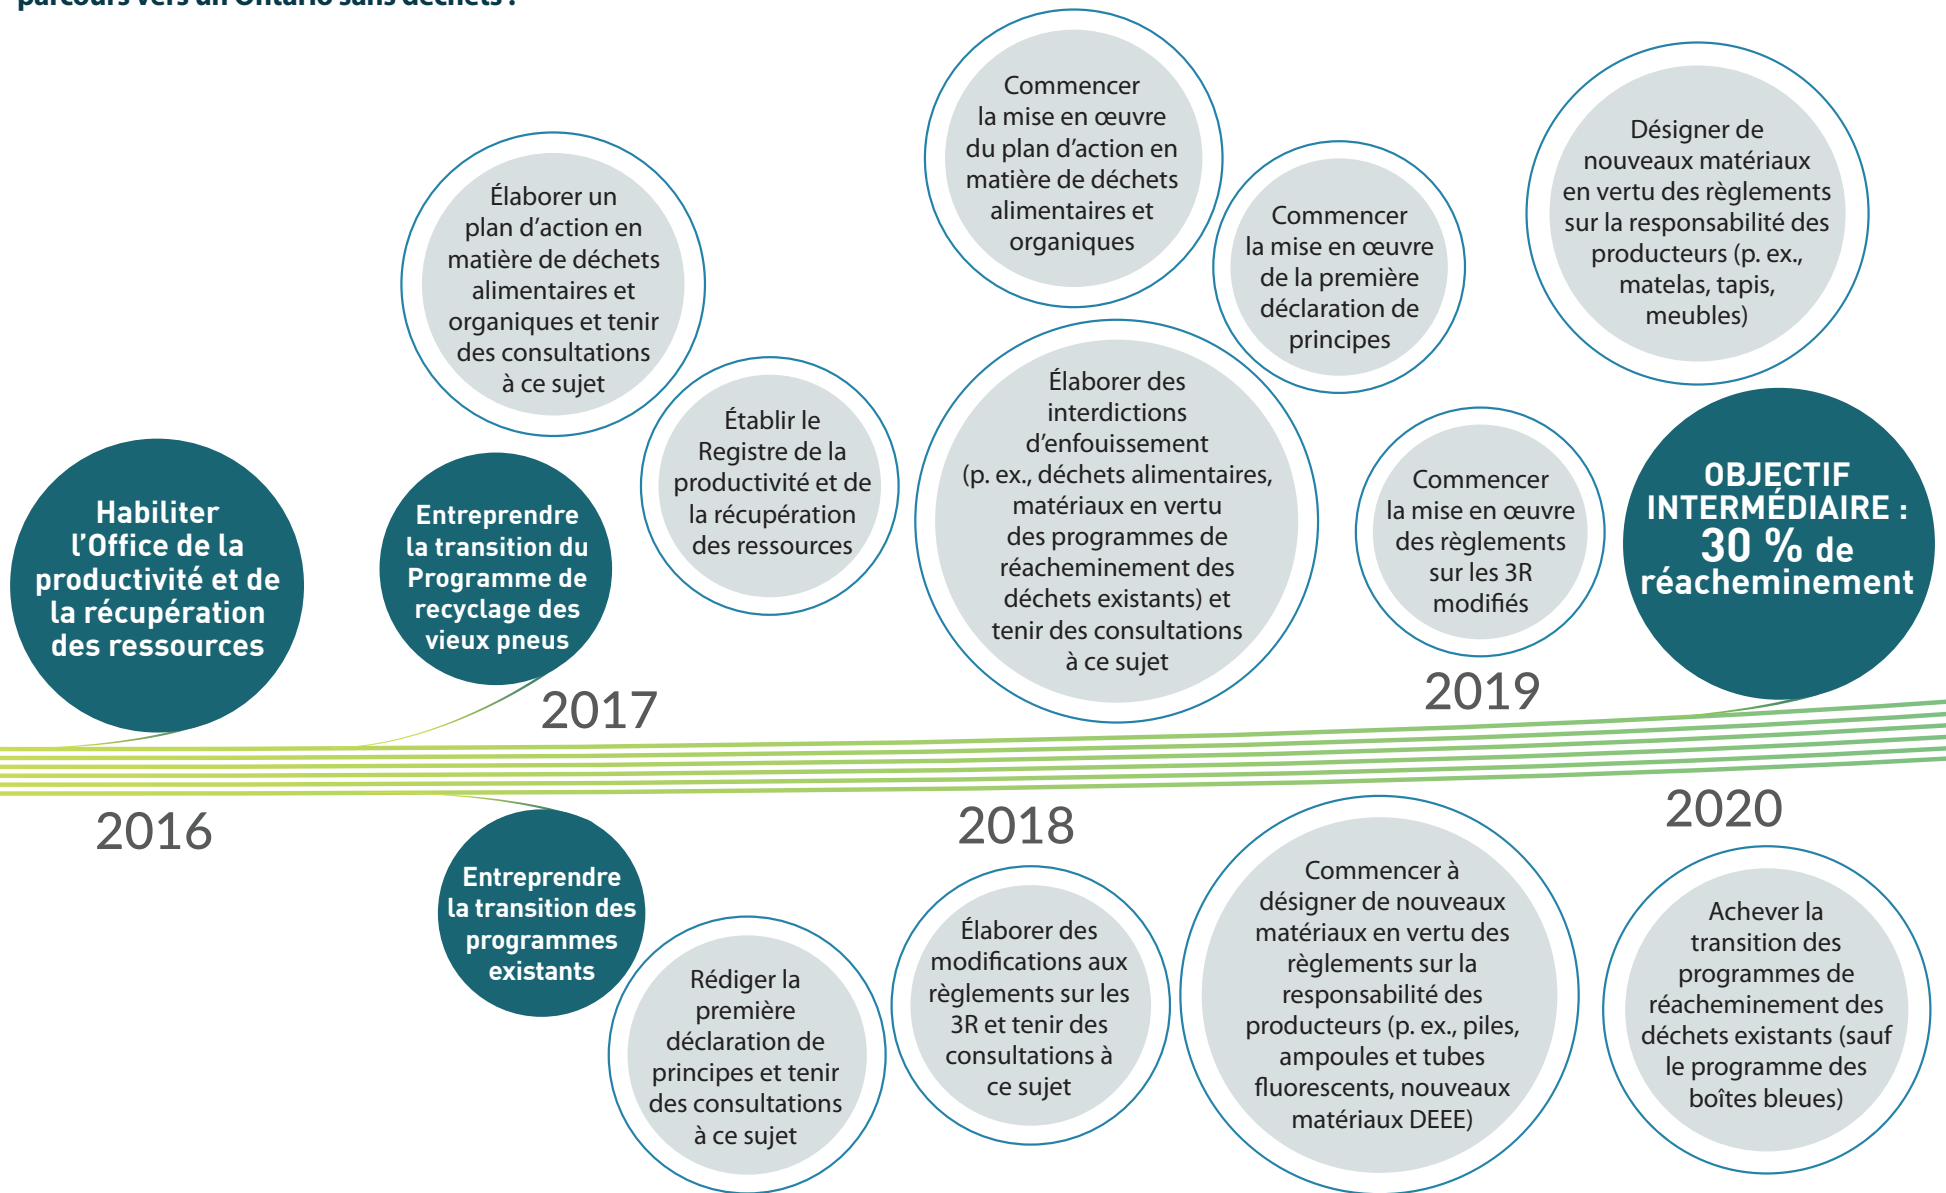 parcours vers un Ontario sans déchets :
Habiliter
l’Office de la
productivité et de
la récupération
des ressources
2016
Élaborer un
plan d’action en
matière de déchets
alimentaires et
organiques et tenir
des consultations
à ce sujet
Entreprendre
la transition du
Programme de
recyclage des
vieux pneus
Établir le
Registre de la
productivité et de
la récupération
des ressources
2017
Entreprendre
la transition des
programmes
existants
Rédiger la
première
déclaration de
principes et tenir
des consultations
à ce sujet
Commencer
la mise en œuvre
du plan d’action en
matière de déchets
alimentaires et
organiques
Élaborer des
interdictions
d’enfouissement
(p. ex., déchets alimentaires,
matériaux en vertu
des programmes de
réacheminement des
déchets existants) et
tenir des consultations
à ce sujet
2018
Élaborer des
modifications aux
règlements sur les
3R et tenir des
consultations à
ce sujet
Commencer
la mise en œuvre
de la première
déclaration de
principes
Commencer
la mise en œuvre
des règlements
sur les 3R
modifiés
2019
Commencer à
désigner de nouveaux
matériaux en vertu des
règlements sur la
responsabilité des
producteurs (p. ex., piles,
ampoules et tubes
fluorescents, nouveaux
matériaux DEEE)
Désigner de
nouveaux matériaux
en vertu des règlements
sur la responsabilité des
producteurs (p. ex.,
matelas, tapis,
meubles)
OBJECTIF
INTERMÉDIAIRE :
30 % de
réacheminement
2020
Achever la
transition des
programmes de
réacheminement des
déchets existants (sauf
le programme des
boîtes bleues)